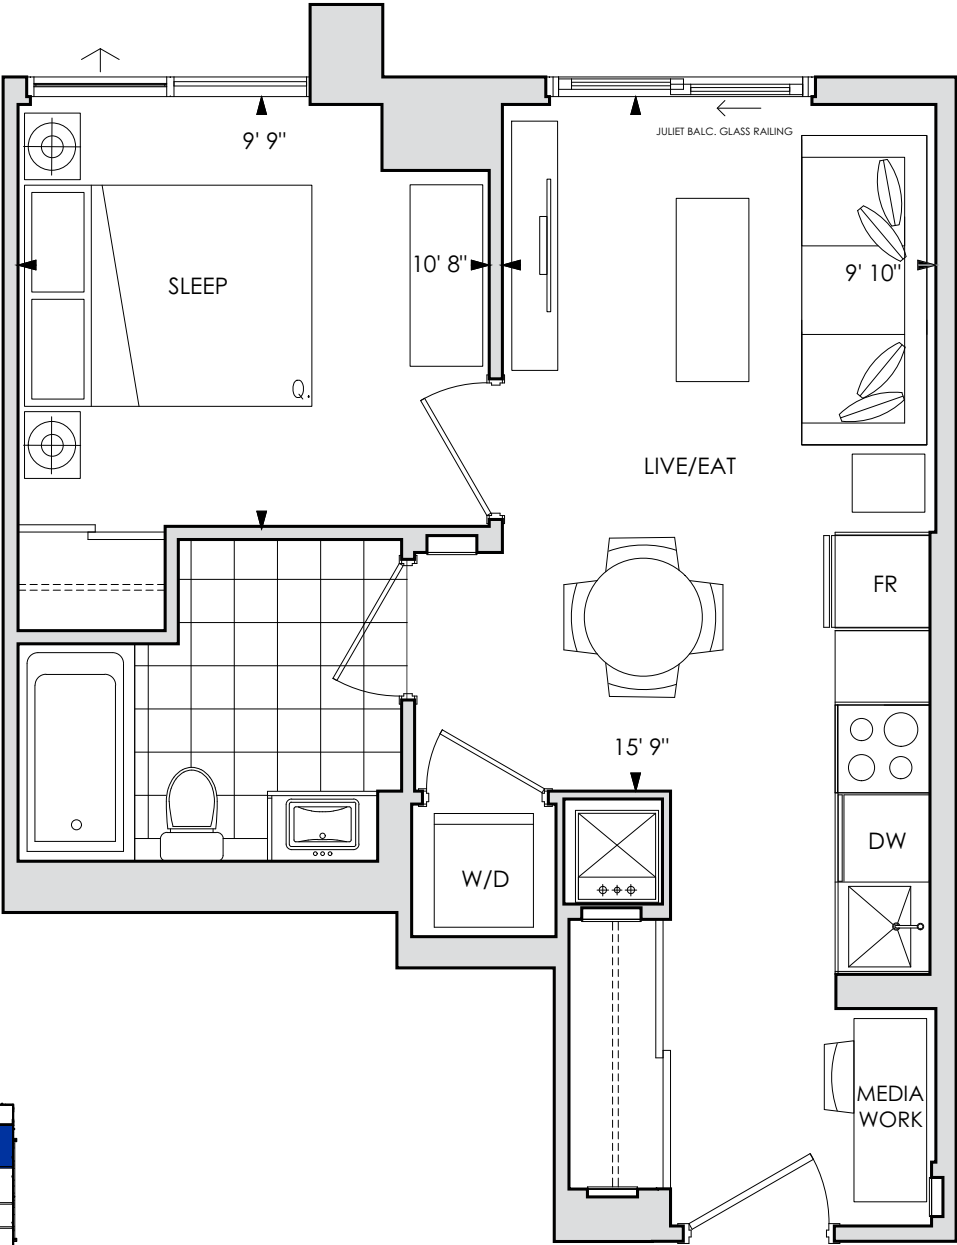 9' 9"
JULIET BALC. GLASS RAILING
SLEEP
10' 8"
9' 10"
Q.
LIVE/EAT
FR
15' 9"
DW
W/D
MEDIA
WORK